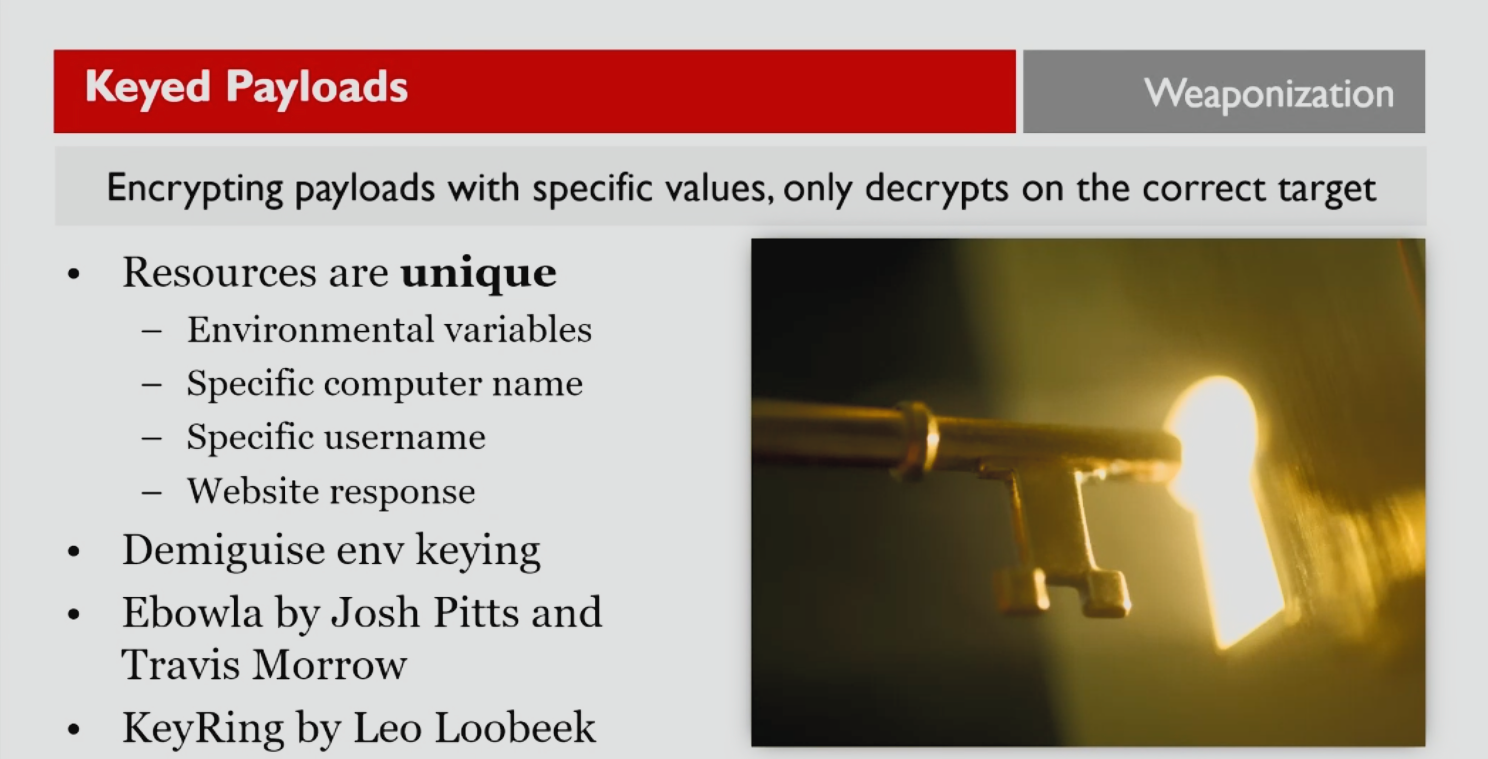 Keyed Payloads
Weaponization
Encrypting payloads with specific values, only decrypts on the correct target
• Resources are unique
– Environmental variables
– Specific computer name
– Specific username
– Website response
• Demiguise env keying
• Ebowla by Josh Pitts and
Travis Morrow
• KeyRing by Leo Loobeek